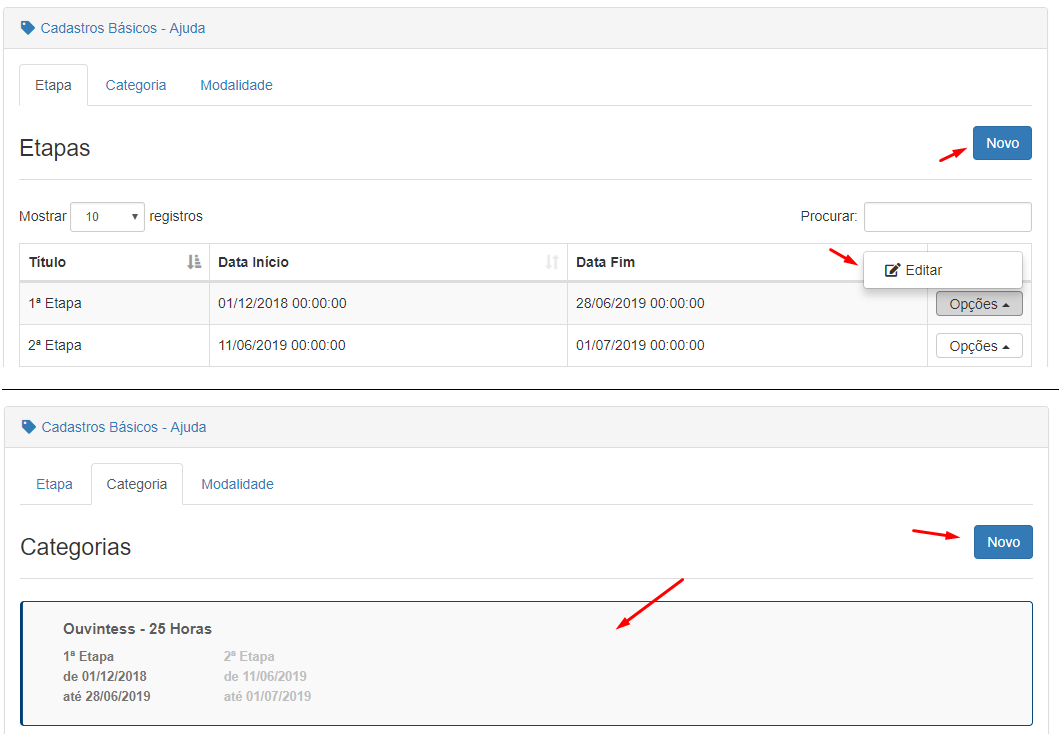 Cadastros Básicos - Ajuda
Etapa Categoria Modalidade
Etapas Novo
Mostrar 10 registros Procurar:
Título Data Início Data Fim
Editar
1ª Etapa 01/12/2018 00:00:00 28/06/2019 00:00:00 Opções
2ª Etapa 11/06/2019 00:00:00 01/07/2019 00:00:00 Opções
Cadastros Básicos - Ajuda
Etapa Categoria Modalidade
Categorias Novo
Ouvintess - 25 Horas
1ª Etapa 2ª Etapa
de 01/12/2018 de 11/06/2019
até 28/06/2019 até 01/07/2019